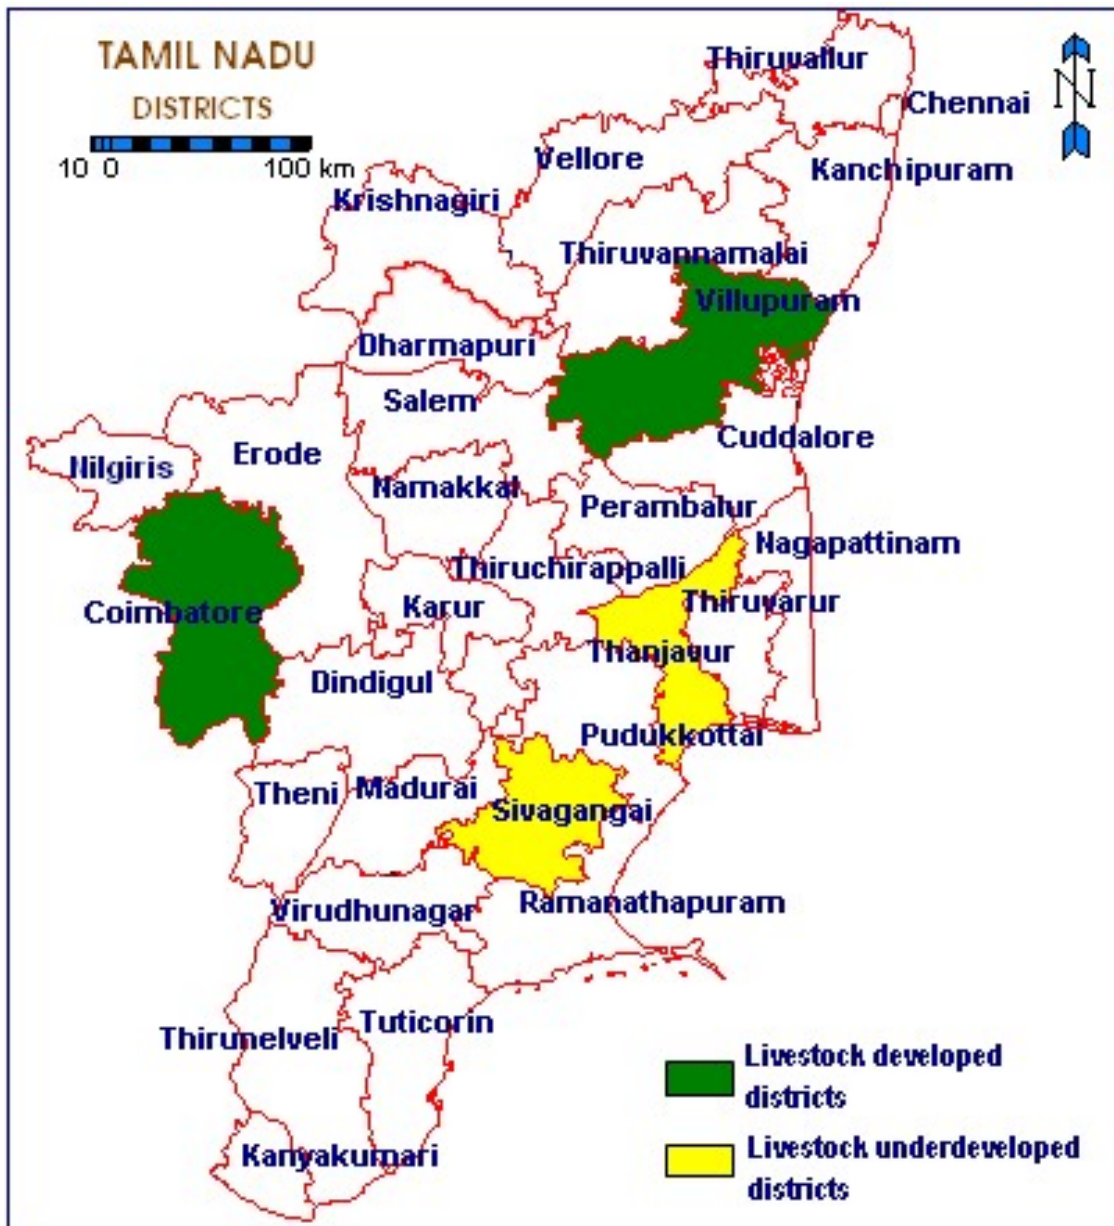 TAMIL NADU
DISTRICTS
10 0 100 km
N
Thiruvallur
Chennai
Vellore
Kanchipuram
Krishnagiri
Thiruvannamalai
Villupuram
Dharmapuri
Salem
Cuddalore
Erode
Nilgiris
Namakkal
Perambalur
Nagapattinam
Thiruchirappalli
Karur
Thiruvarur
Coimbatore
Thanjavur
Dindigul
Pudukkottai
Theni
Madurai
Sivagangai
Virudhunagar
Ramanathapuram
Tuticorin
Thirunelveli
Kanyakumari
Livestock developed
districts
Livestock underdeveloped
districts